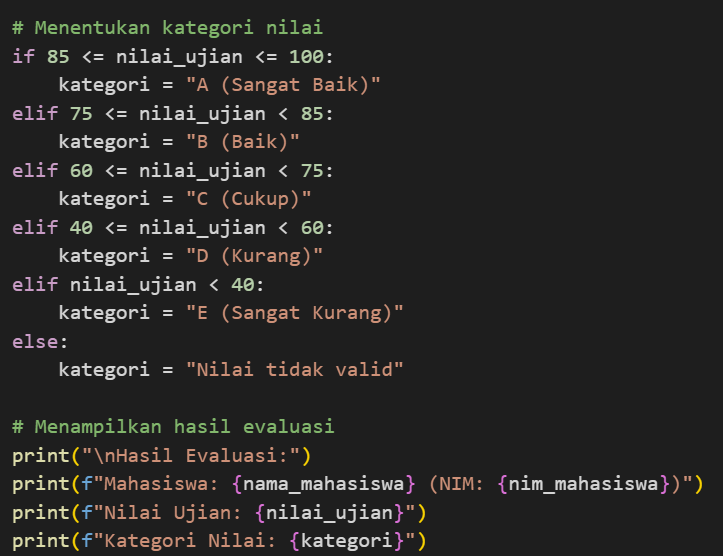 # Menentukan kategori nilai
if 85 <= nilai_ujian <= 100:
    kategori = "A (Sangat Baik)"
elif 75 <= nilai_ujian < 85:
    kategori = "B (Baik)"
elif 60 <= nilai_ujian < 75:
    kategori = "C (Cukup)"
elif 40 <= nilai_ujian < 60:
    kategori = "D (Kurang)"
elif nilai_ujian < 40:
    kategori = "E (Sangat Kurang)"
else:
    kategori = "Nilai tidak valid"

# Menampilkan hasil evaluasi
print("\nHasil Evaluasi:")
print(f"Mahasiswa: {nama_mahasiswa} (NIM: {nim_mahasiswa})")
print(f"Nilai Ujian: {nilai_ujian}")
print(f"Kategori Nilai: {kategori}")